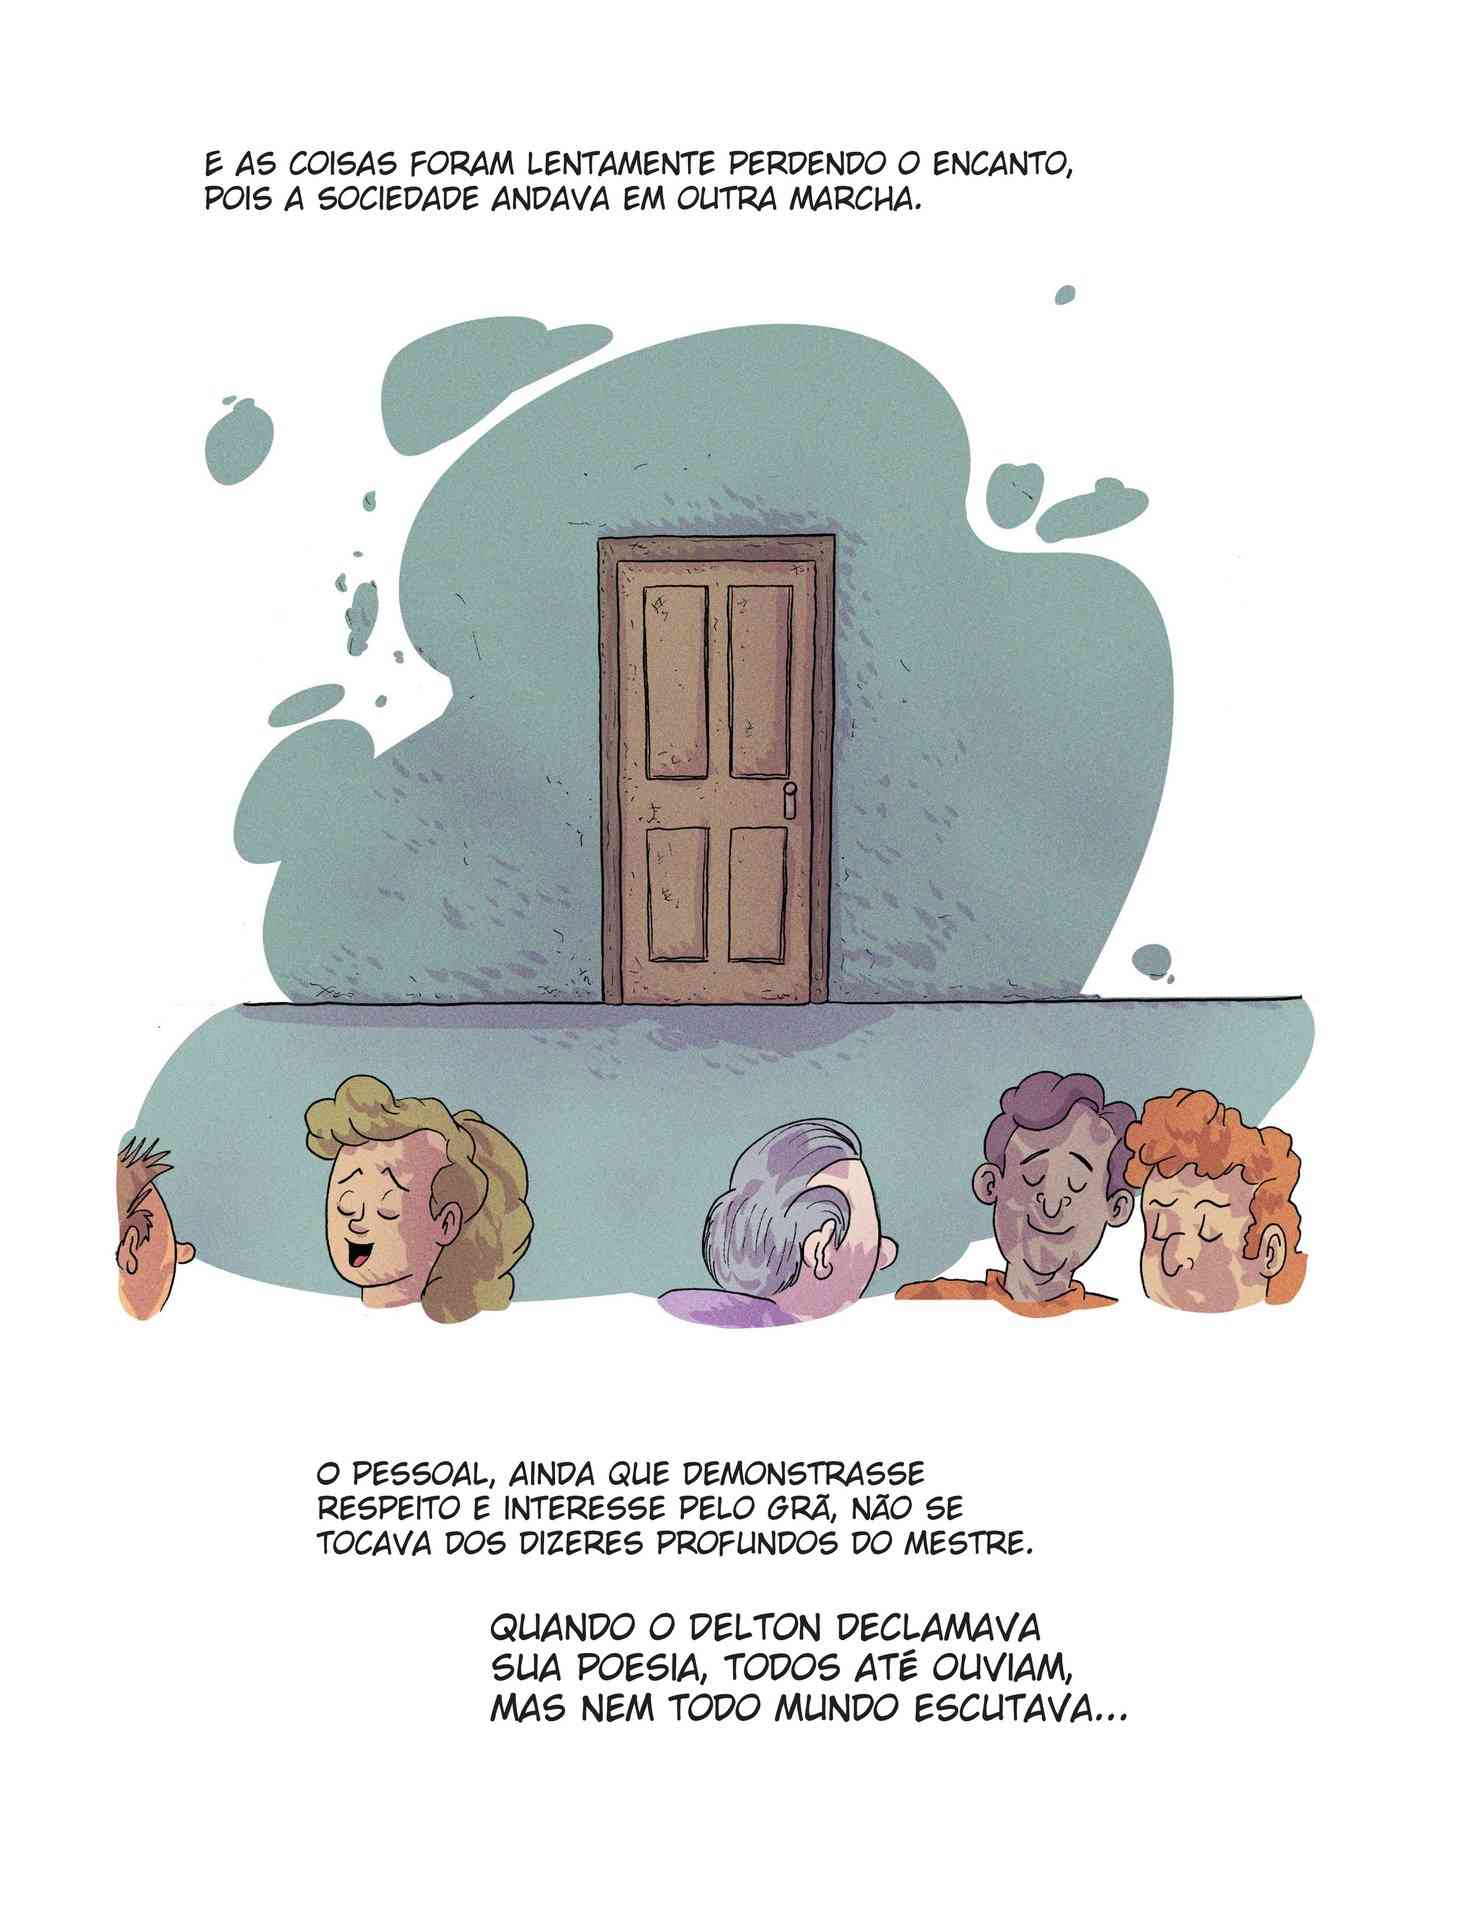 E AS COISAS FORAM LENTAMENTE PERDENDO O ENCANTO,
POIS A SOCIEDADE ANDAVA EM OUTRA MARCHA.
O PESSOAL, AINDA QUE DEMONSTRASSE
RESPEITO E INTERESSE PELO GRÃ, NÃO SE
TOCAVA DOS DIZERES PROFUNDOS DO MESTRE.
QUANDO O DELTON DECLAMAVA
SUA POESIA, TODOS ATÉ OUVIAM,
MAS NEM TODO MUNDO ESCUTAVA...